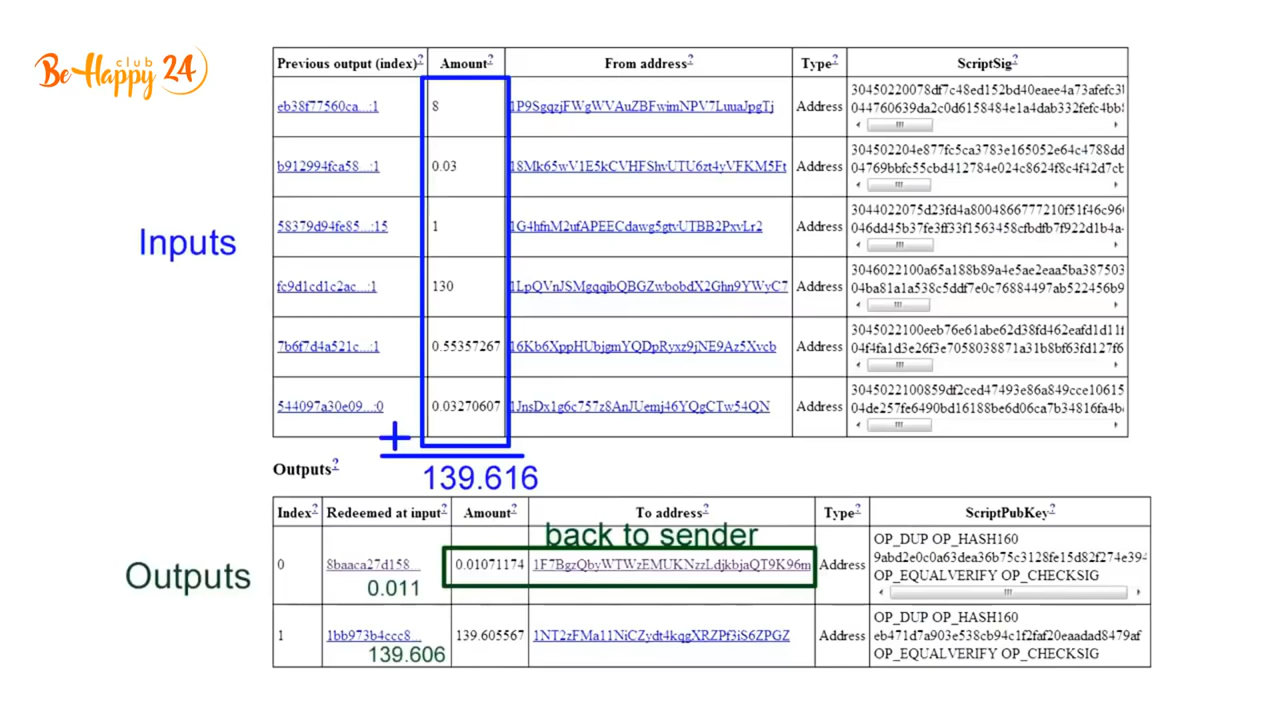 Be Happy club 24
Previous output (index)? Amount? From address? Type? ScriptSig?
eb38f77560ca...:1 8 1P9SgqzjFWgWVAuZBFwimNPV7LuuaJpgTj Address 30450220078df7c48ed152bd40eaee4a73afefc3
044760639da2c0d6158484e1a4dab332fefc4bb
b912994fca58...:1 0.03 18Mk65wV1E5kCVHFShvUTU6zt4yVFKM5Ft Address 304502204e877fc5ca3783e165052e64c4788dd
04769bbfc55cbd412784e024c8624f8c4f42d7cb
Inputs
58379d94fe85...:15 1 1G4hfnM2ufAPEECdawg5gtvUTBB2PxvLr2 Address 3044022075d23fd4a8004866777210f51f46c96
046dd45b37fe3ff33f1563458cfbdfb7f922d1b4a
fc9d1cd1c2ac...:1 130 1LpQVnJSMgqqibQBGZwbobdX2Ghn9YWyC7 Address 3046022100a65a188b89a4e5ae2eaa5ba387503
04ba81a1a538c5ddf7e0c76884497ab522456b9
7b6f7d4a521c...:1 0.55357267 16Kb6XppHUbjgmYQDpRyxz9jNE9Az5Xvcb Address 3045022100eeb76e61abe62d38fd462eafd1d11f
04f4fa1d3e26f3e7058038871a31b8bf63fd127f6
544097a30e09...:0 0.03270607 1JnsDx1g6c757z8AnJUemj46YQgCTw54QN Address 3045022100859df2ced47493e86a849cce10615
04de257fe6490bd16188be6d06ca7b34816fa4b
+
Outputs? 139.616
Index? Redeemed at input? Amount? To address? Type? ScriptPubKey?
back to sender
Outputs
0 8baaca27d158... 0.01071174 1F7BgzQbyWTWzEMUKNzzLdjkbjaQT9K96m Address OP_DUP OP_HASH160
9abd2e0c0a63dea36b75c3128fe15d82f274e394
OP_EQUALVERIFY OP_CHECKSIG
0.011
1 1bb973b4ccc8... 139.605567 1NT2zFMa11NiCZydt4kqgXRZPf3iS6ZPGZ Address OP_DUP OP_HASH160
eb471d7a903e538cb94c1f2faf20eaadad8479af
OP_EQUALVERIFY OP_CHECKSIG
139.606